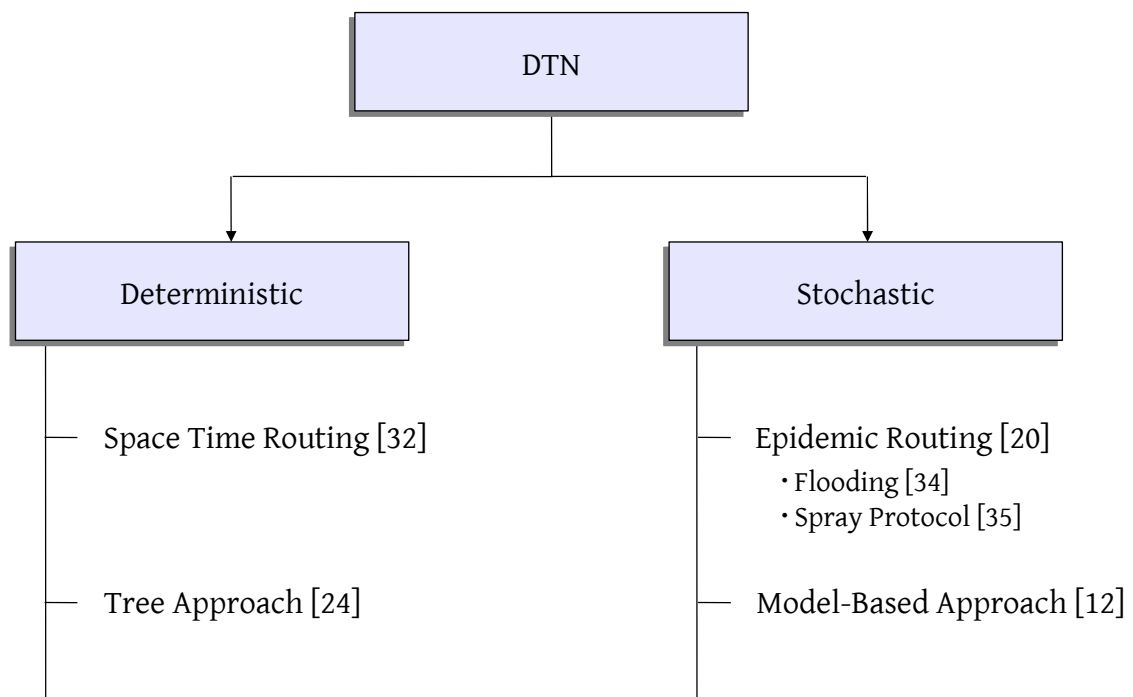 DTN
Deterministic
Stochastic
Space Time Routing [32]
Tree Approach [24]
Epidemic Routing [20]
· Flooding [34]
· Spray Protocol [35]
Model-Based Approach [12]